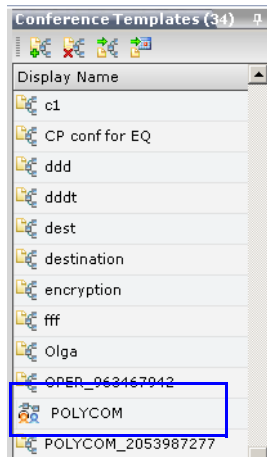 Conference Templates (34)
Display Name
c1
CP conf for EQ
ddd
dddt
dest
destination
encryption
fff
Olga
OPER_963467942
POLYCOM
POLYCOM_2053987277